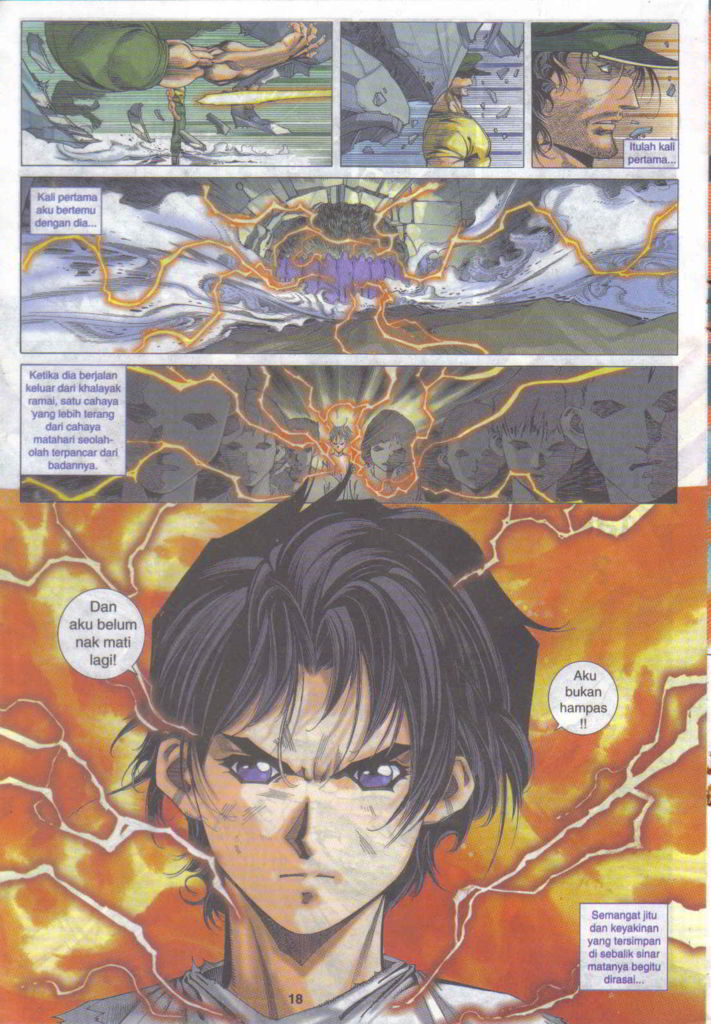 Itulah kali
pertama...
Kali pertama
aku bertemu
dengan dia...
Ketika dia berjalan
keluar dari khalayak
ramai, satu cahaya
yang lebih terang
dari cahaya
matahari seolah-
olah terpancar dari
badannya.
Dan
aku belum
nak mati
lagi!
Aku
bukan
hampas
!!
Semangat jitu
dan keyakinan
yang tersimpan
di sebalik sinar
matanya begitu
dirasai...
18